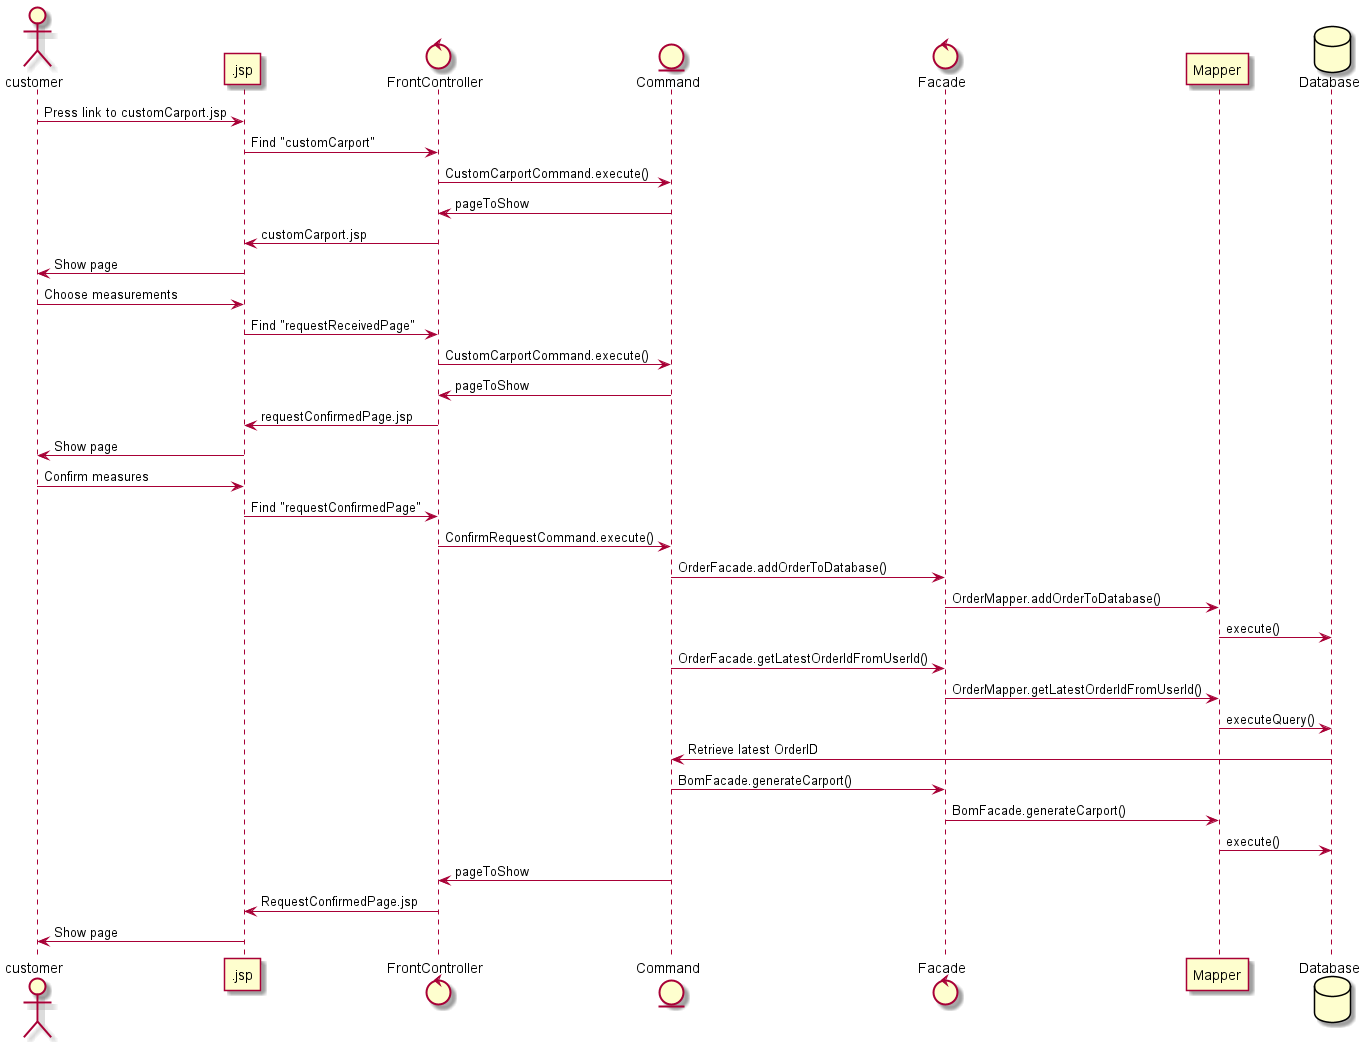 customer
.jsp
FrontController
Command
Facade
Mapper
Database
Press link to customCarport.jsp
Find "customCarport"
CustomCarportCommand.execute()
pageToShow
customCarport.jsp
Show page
Choose measurements
Find "requestReceivedPage"
CustomCarportCommand.execute()
pageToShow
requestConfirmedPage.jsp
Show page
Confirm measures
Find "requestConfirmedPage"
ConfirmRequestCommand.execute()
OrderFacade.addOrderToDatabase()
OrderMapper.addOrderToDatabase()
execute()
OrderFacade.getLatestOrderIdFromUserId()
OrderMapper.getLatestOrderIdFromUserId()
executeQuery()
Retrieve latest OrderID
BomFacade.generateCarport()
BomFacade.generateCarport()
execute()
pageToShow
RequestConfirmedPage.jsp
Show page
customer
.jsp
FrontController
Command
Facade
Mapper
Database